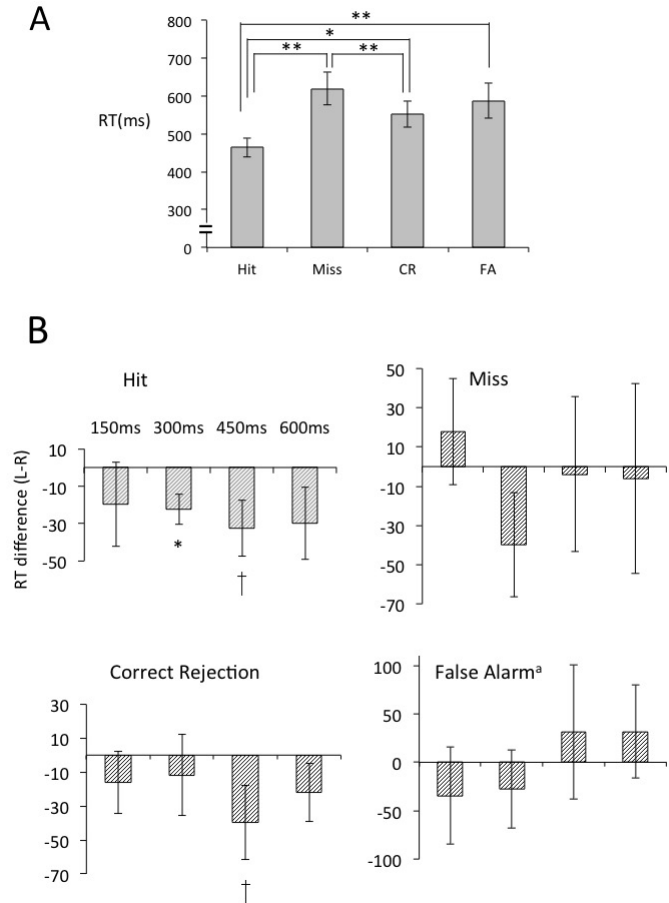 A
800
**
700
*
**
**
600
RT(ms)
500
400
300
0
Hit
Miss
CR
FA
B
Hit
150ms 300ms 450ms 600ms
RT difference (L-R)
10
-10
-30
-50
*
†
Miss
50
30
10
-10
-30
-50
-70
Correct Rejection
30
10
-10
-30
-50
-70
†
False Alarmᵃ
100
50
0
-50
-100